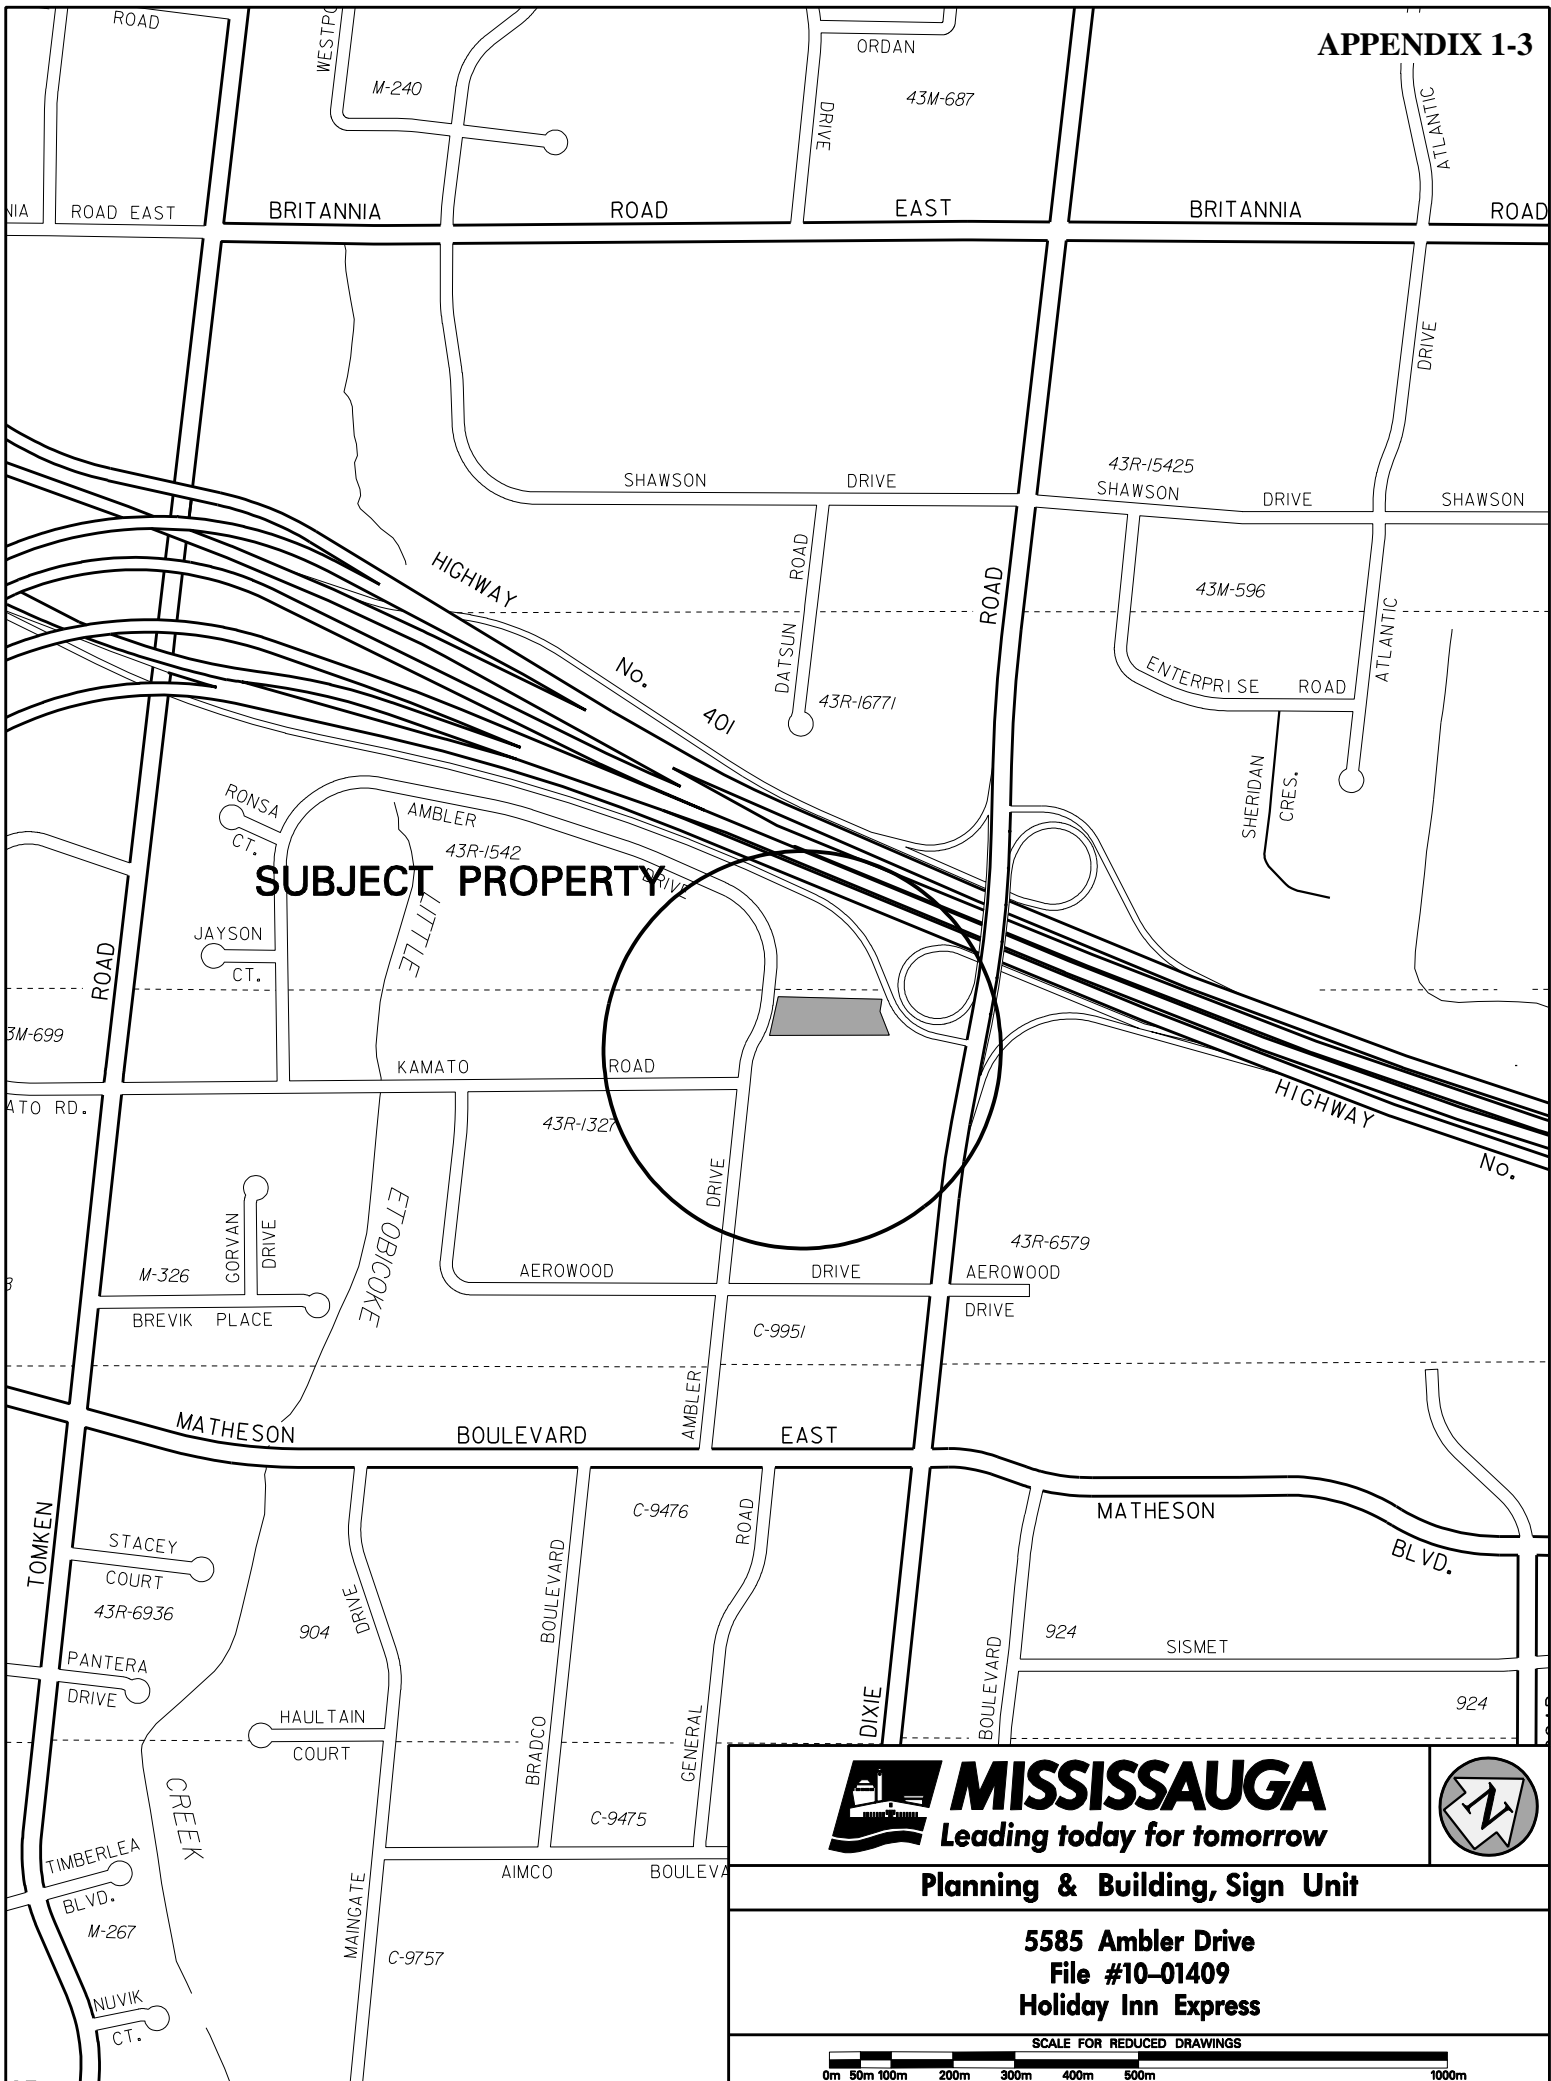 APPENDIX 1-3
ROAD
WESTPO
ORDAN
M-240
43M-687
DRIVE
ATLANTIC
NIA
ROAD EAST
BRITANNIA
ROAD
EAST
BRITANNIA
ROAD
DRIVE
43R-15425
SHAWSON
DRIVE
SHAWSON
DRIVE
SHAWSON
HIGHWAY
ROAD
ROAD
43M-596
ATLANTIC
No.
DATSUN
ENTERPRISE
ROAD
401
43R-16771
SHERIDAN
CRES.
RONSA
CT.
AMBLER
43R-1542
SUBJECT PROPERTY
DRIVE
LITTLE
JAYSON
CT.
ROAD
3M-699
KAMATO
ROAD
ATO RD.
HIGHWAY
43R-1327
No.
DRIVE
ETOBICOKE
GORVAN
DRIVE
43R-6579
M-326
AEROWOOD
DRIVE
AEROWOOD
DRIVE
BREVIK PLACE
C-9951
AMBLER
MATHESON
BOULEVARD
EAST
TOMKEN
C-9476
ROAD
MATHESON
BLVD.
STACEY
COURT
BOULEVARD
43R-6936
DRIVE
904
924
SISMET
PANTERA
DRIVE
BOULEVARD
DIXIE
924
HAULTAIN
COURT
BRADCO
GENERAL
CREEK
C-9475
TIMBERLEA
BLVD.
AIMCO
BOULEVA
MAINGATE
M-267
C-9757
NUVIK
CT.
MISSISSAUGA
Leading today for tomorrow
N
Planning & Building, Sign Unit
5585 Ambler Drive
File #10-01409
Holiday Inn Express
SCALE FOR REDUCED DRAWINGS
0m 50m 100m 200m 300m 400m 500m 1000m